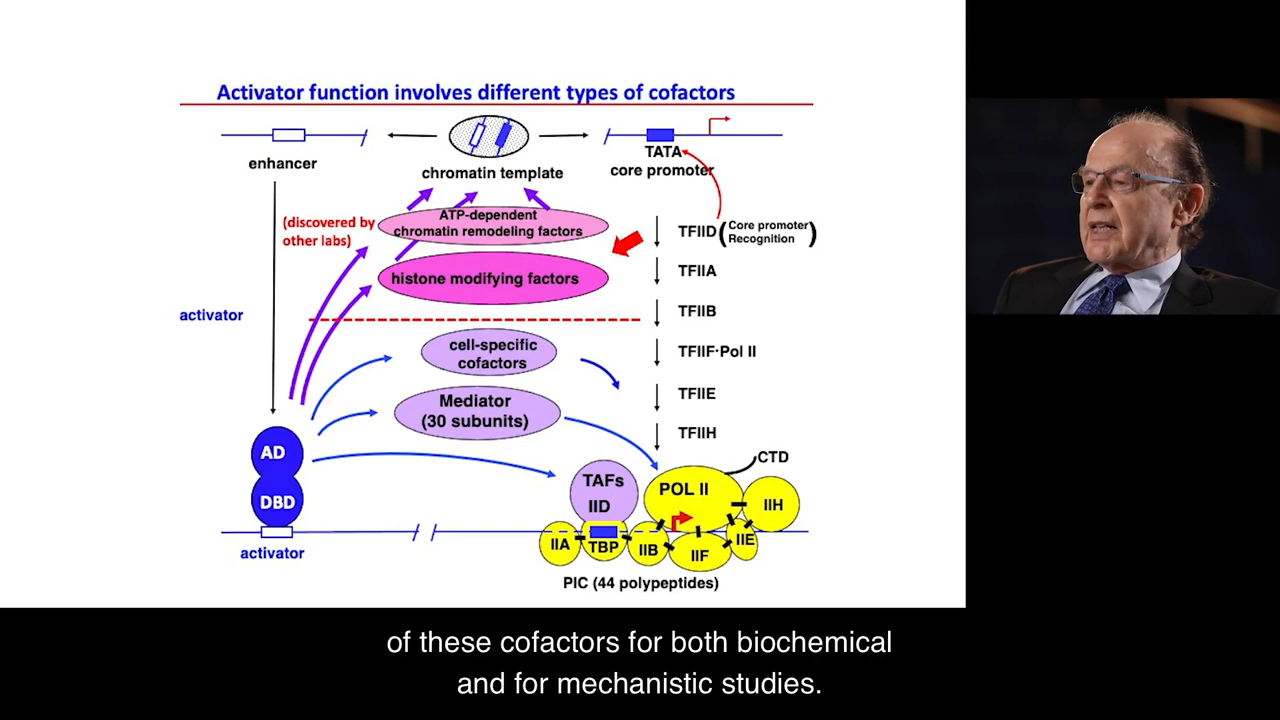 Activator function involves different types of cofactors
enhancer
chromatin template
TATA
core promoter
(discovered by
other labs)
ATP-dependent
chromatin remodeling factors
TFIID
(Core promoter
Recognition)
histone modifying factors
TFIIA
activator
TFIIB
cell-specific
cofactors
TFIIF·Pol II
Mediator
(30 subunits)
TFIIE
TFIIH
AD
DBD
activator
TAFs
IID
POL II
CTD
IIH
IIA
TBP
IIB
IIF
IIE
PIC (44 polypeptides)
of these cofactors for both biochemical
and for mechanistic studies.